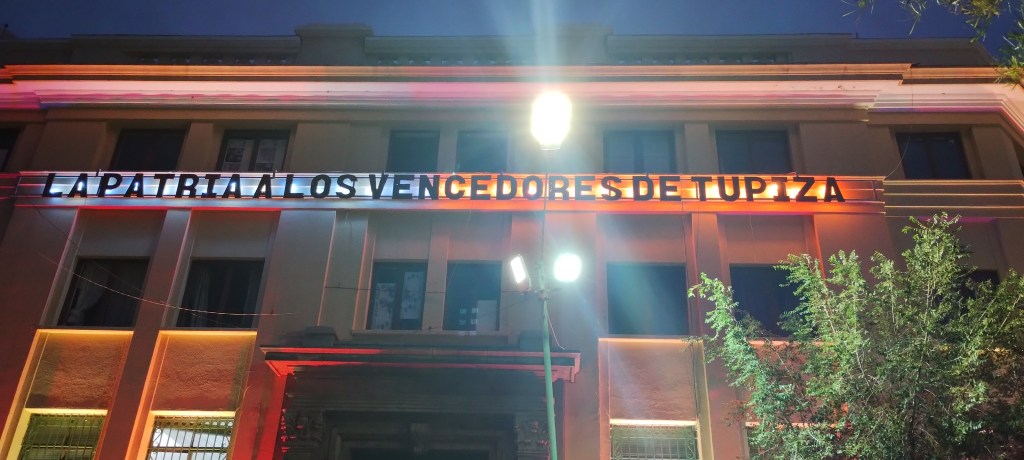 LA PATRIA Á LOS VENCEDORES DE TUPIZA